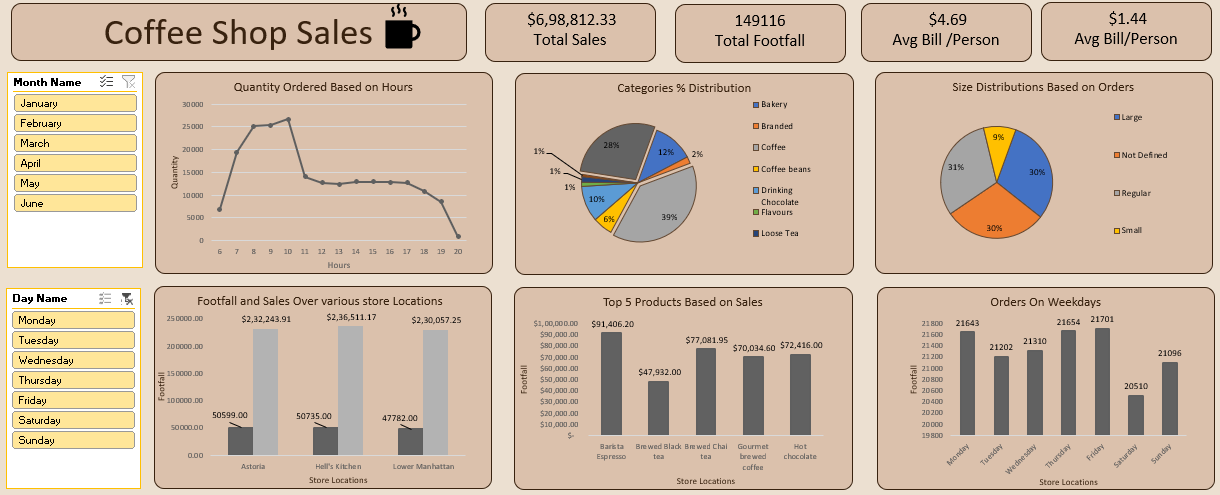 Coffee Shop Sales
$6,98,812.33
Total Sales
149116
Total Footfall
$4.69
Avg Bill /Person
$1.44
Avg Bill/Person
Month Name
January
February
March
April
May
June
Quantity Ordered Based on Hours
30000
25000
20000
15000
10000
5000
0
Quantity
6 7 8 9 10 11 12 13 14 15 16 17 18 19 20
Hours
Categories % Distribution
28%
12%
2%
39%
6%
10%
1%
1%
1%
Bakery
Branded
Coffee
Coffee beans
Drinking
Chocolate
Flavours
Loose Tea
Size Distributions Based on Orders
9%
30%
30%
31%
Large
Not Defined
Regular
Small
Day Name
Monday
Tuesday
Wednesday
Thursday
Friday
Saturday
Sunday
Footfall and Sales Over various store Locations
250000.00
200000.00
150000.00
100000.00
50000.00
0.00
Footfall
$2,32,243.91
$2,36,511.17
$2,30,057.25
50599.00
50735.00
47782.00
Astoria
Hell's Kitchen
Lower Manhattan
Store Locations
Top 5 Products Based on Sales
$1,00,000.00
$90,000.00
$80,000.00
$70,000.00
$60,000.00
$50,000.00
$40,000.00
$30,000.00
$20,000.00
$10,000.00
$-
Footfall
$91,406.20
$47,932.00
$77,081.95
$70,034.60
$72,416.00
Barista
Espresso
Brewed Black
tea
Brewed Chai
tea
Gourmet
brewed
coffee
Hot
chocolate
Store Locations
Orders On Weekdays
21800
21600
21400
21200
21000
20800
20600
20400
20200
20000
19800
Footfall
21643
21202
21310
21654
21701
20510
21096
Monday
Tuesday
Wednesday
Thursday
Friday
Saturday
Sunday
Store Locations